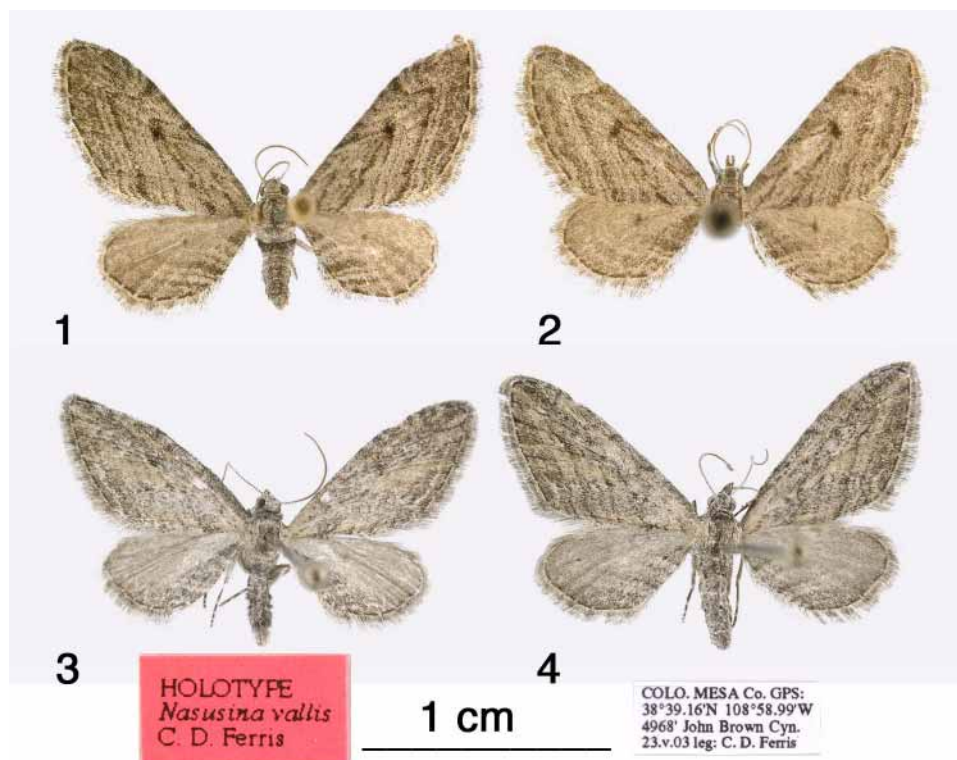 1
2
3
4
HOLOTYPE
Nasusina vallis
C. D. Ferris
1 cm
COLO. MESA Co. GPS:
38°39.16'N 108°58.99'W
4968' John Brown Cyn.
23.v.03 leg: C. D. Ferris